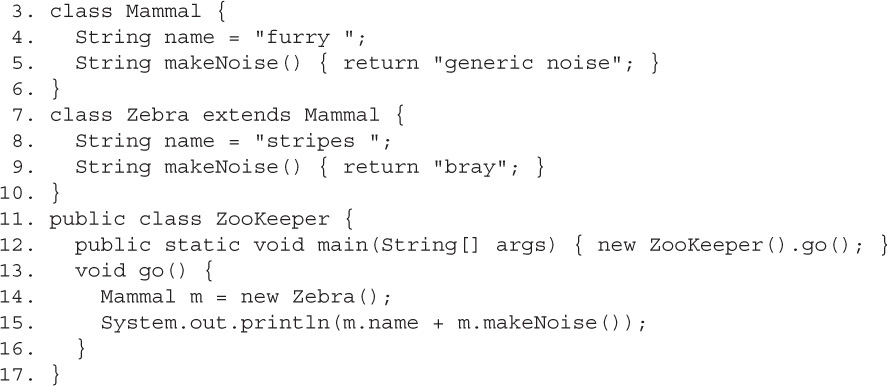 3. class Mammal {
4.   String name = "furry ";
5.   String makeNoise() { return "generic noise"; }
6. }
7. class Zebra extends Mammal {
8.   String name = "stripes ";
9.   String makeNoise() { return "bray"; }
10. }
11. public class ZooKeeper {
12.   public static void main(String[] args) { new ZooKeeper().go(); }
13.   void go() {
14.     Mammal m = new Zebra();
15.     System.out.println(m.name + m.makeNoise());
16.   }
17. }